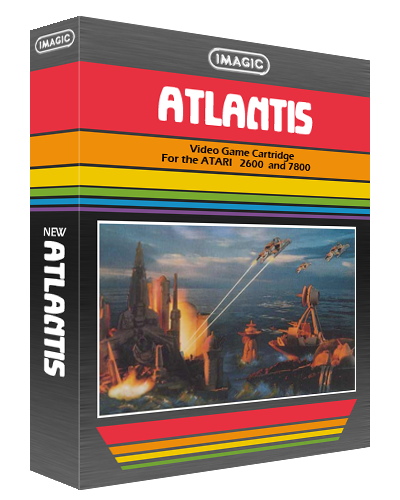 IMAGIC
IMAGIC
ATLANTIS
Video Game Cartridge
For the ATARI 2600 and 7800
NEW
ATLANTIS